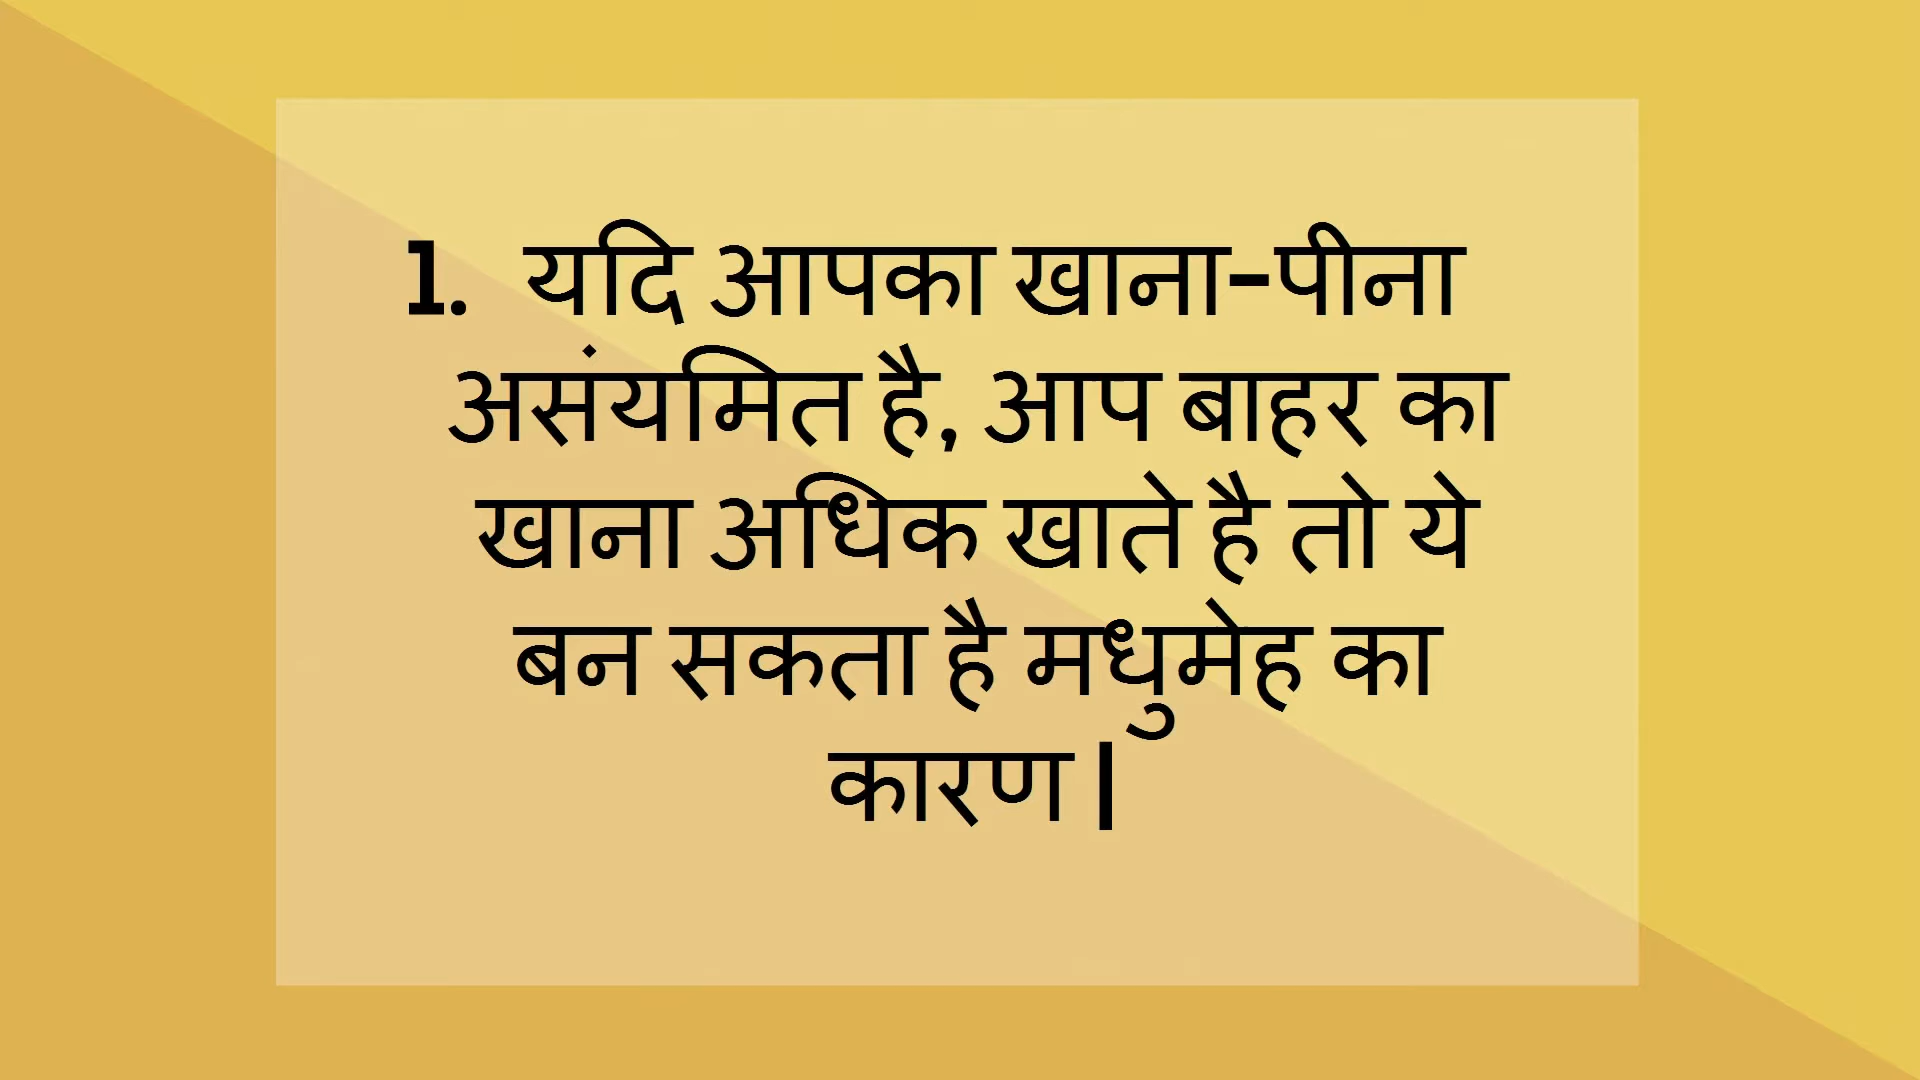 1. यदि आपका खाना-पीना
असंयमित है, आप बाहर का
खाना अधिक खाते है तो ये
बन सकता है मधुमेह का
कारण |